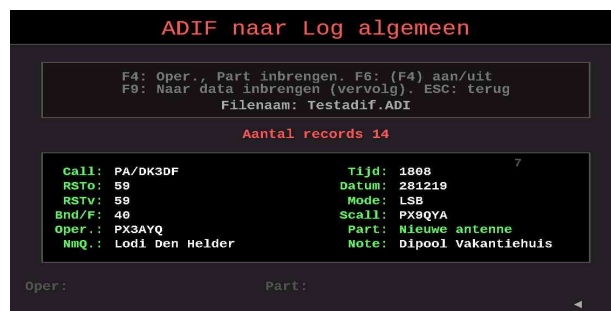 ADIF naar Log algemeen
F4: Oper., Part inbrengen. F6: (F4) aan/uit
F9: Naar data inbrengen (vervolg). ESC: terug
Filenaam: Testadif.ADI
Aantal records 14
7
Call: PA/DK3DF Tijd: 1808
RSTo: 59 Datum: 281219
RSTv: 59 Mode: LSB
Bnd/F: 40 Scall: PX9QYA
Oper.: PX3AYQ Part: Nieuwe antenne
NmQ.: Lodi Den Helder Note: Dipool Vakantiehuis
Oper: Part: